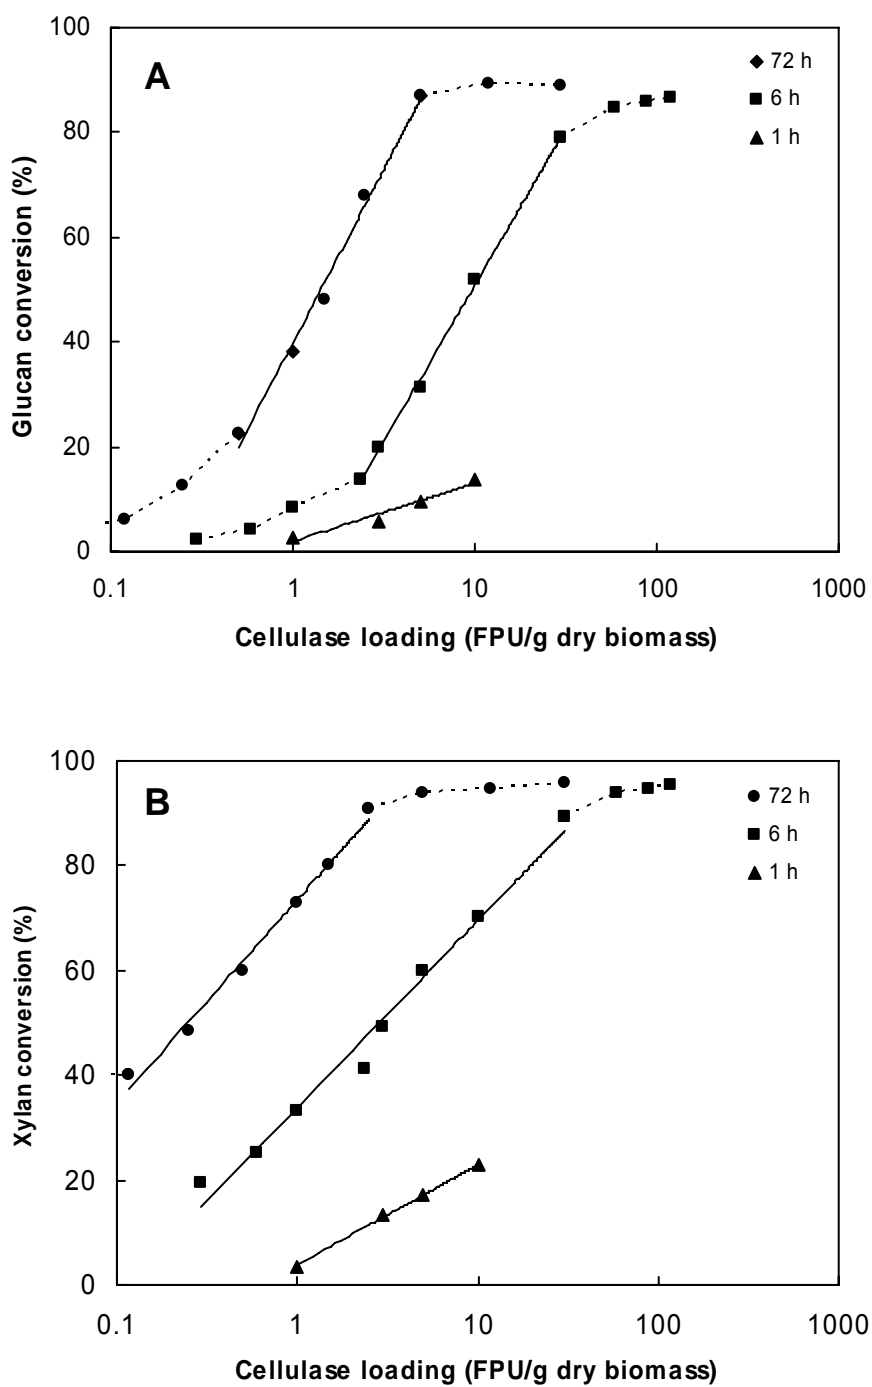 100
A
72 h
6 h
1 h
80
60
40
20
0
Glucan conversion (%)
0.1 1 10 100 1000
Cellulase loading (FPU/g dry biomass)
100
B
72 h
6 h
1 h
80
60
40
20
0
Xylan conversion (%)
0.1 1 10 100 1000
Cellulase loading (FPU/g dry biomass)